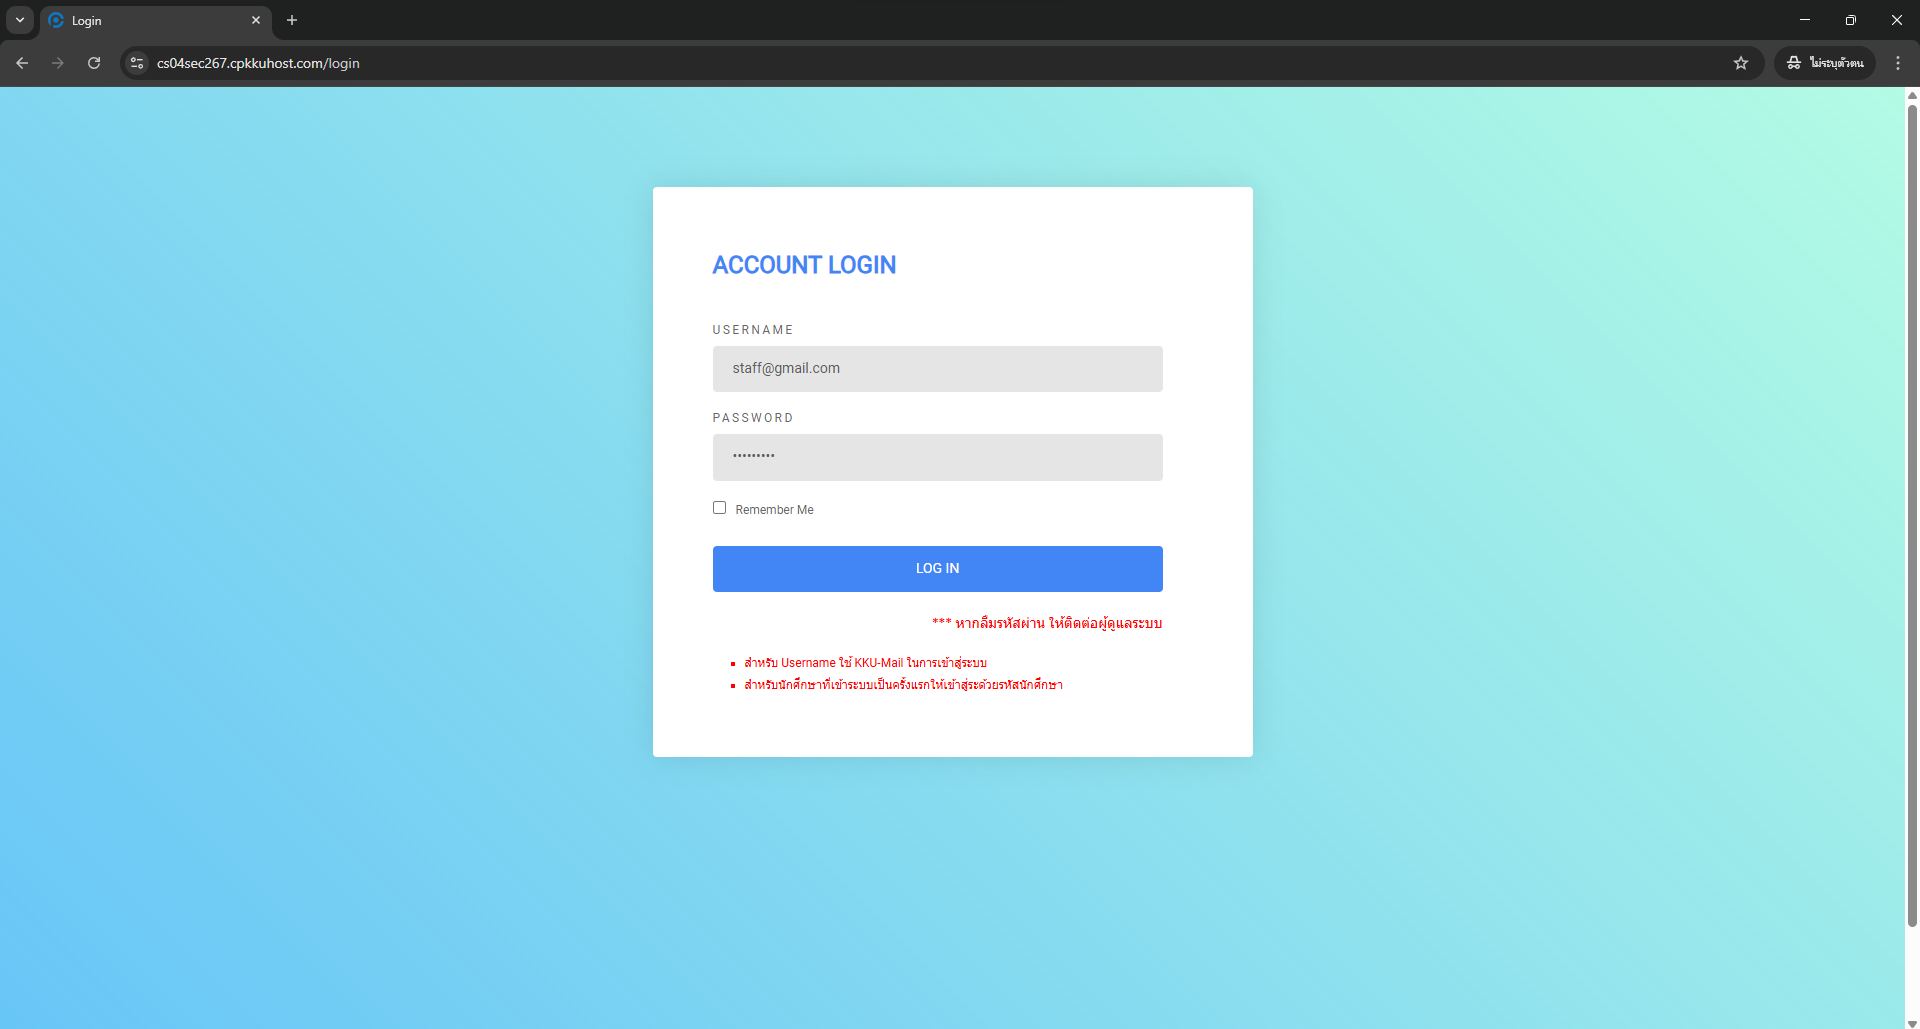 Login
cs04sec267.cpkkuhost.com/login
ไม่ระบุตัวตน
ACCOUNT LOGIN
USERNAME
staff@gmail.com
PASSWORD
•••••••••
Remember Me
LOG IN
*** หากลืมรหัสผ่าน ให้ติดต่อผู้ดูแลระบบ
สำหรับ Username ใช้ KKU-Mail ในการเข้าสู่ระบบ
สำหรับนักศึกษาที่เข้าระบบเป็นครั้งแรกให้เข้าสู่ระด้วยรหัสนักศึกษา